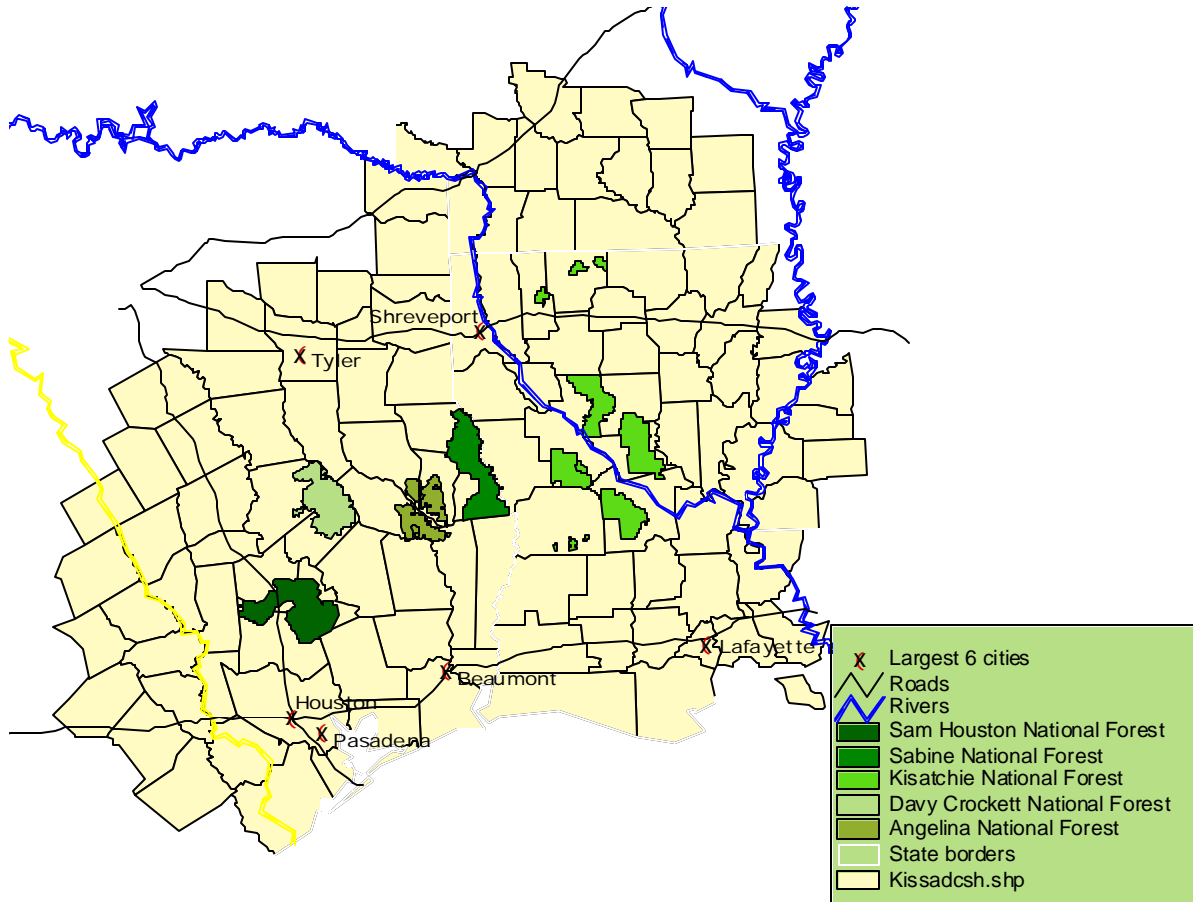 Shreveport
Tyler
Lafayette
Beaumont
Houston
Pasadena
Largest 6 cities
Roads
Rivers
Sam Houston National Forest
Sabine National Forest
Kisatchie National Forest
Davy Crockett National Forest
Angelina National Forest
State borders
Kissadcsh.shp